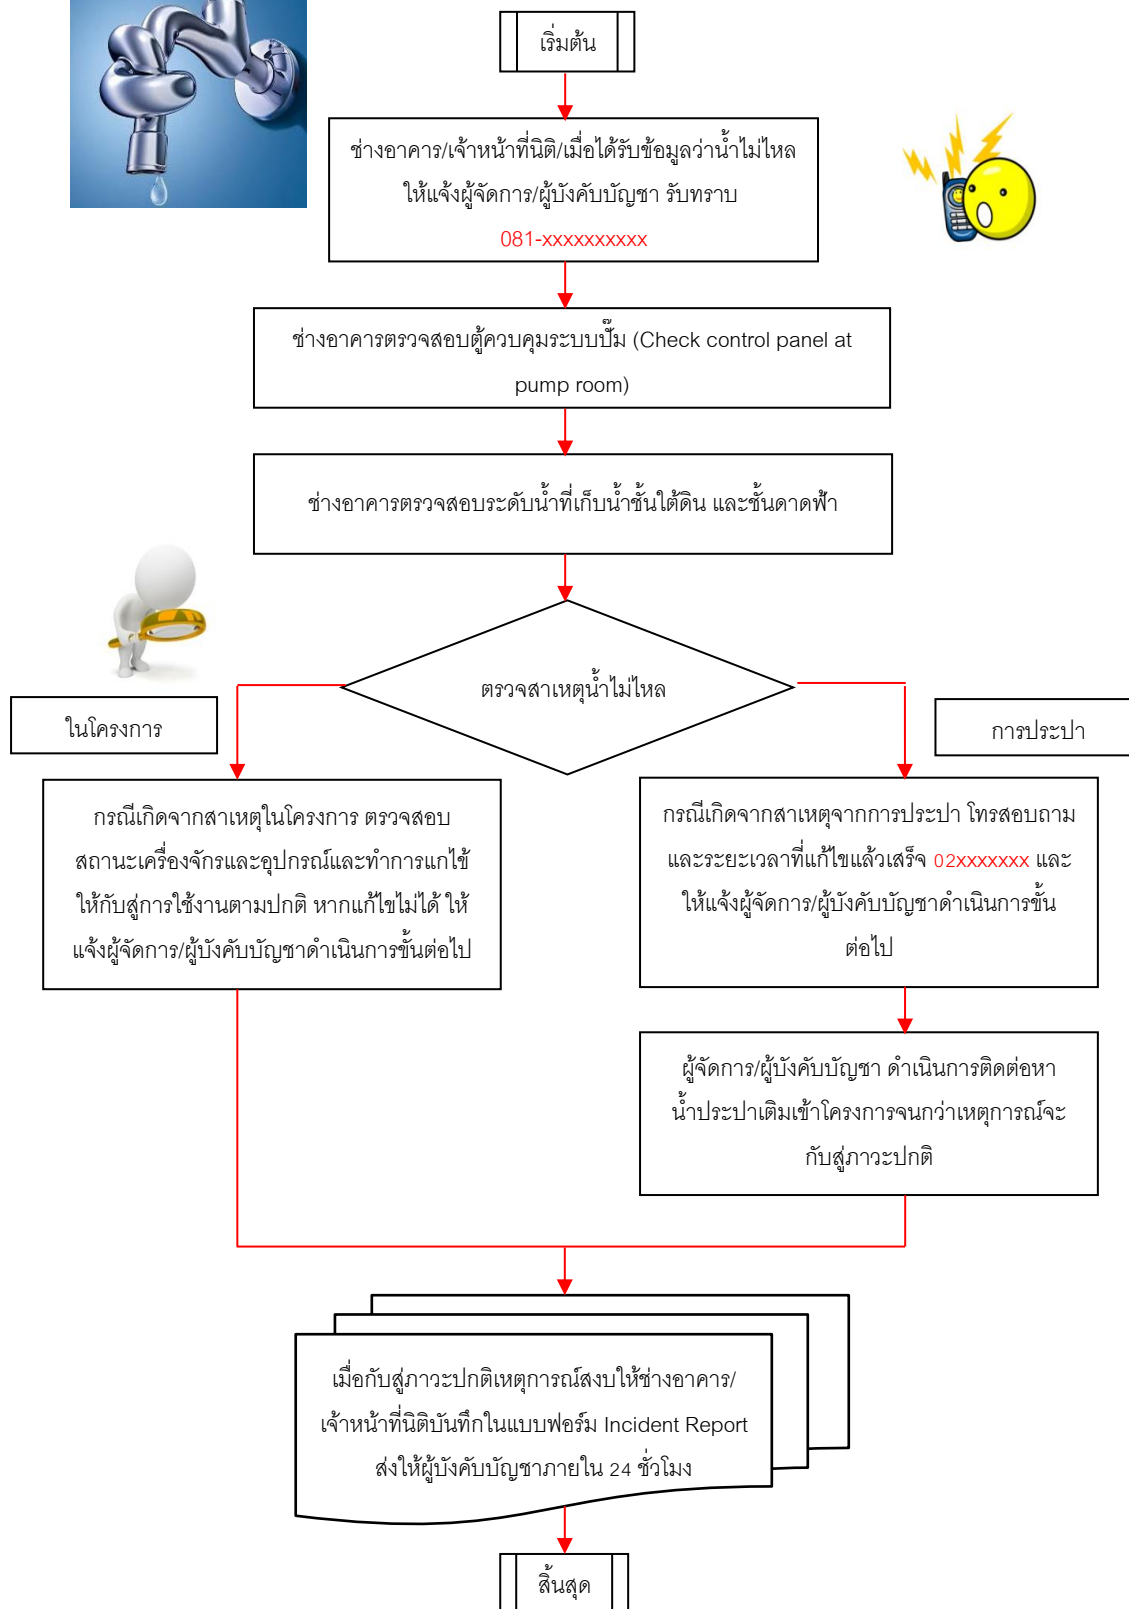 เริ่มต้น
ช่างอาคาร/เจ้าหน้าที่นิติ/เมื่อได้รับข้อมูลว่าน้ำไม่ไหล
ให้แจ้งผู้จัดการ/ผู้บังคับบัญชา รับทราบ
081-xxxxxxxxxx
ช่างอาคารตรวจสอบตู้ควบคุมระบบปั๊ม (Check control panel at
pump room)
ช่างอาคารตรวจสอบระดับน้ำที่เก็บน้ำชั้นใต้ดิน และชั้นดาดฟ้า
ตรวจสาเหตุน้ำไม่ไหล
ในโครงการ
การประปา
กรณีเกิดจากสาเหตุในโครงการ ตรวจสอบ
สถานะเครื่องจักรและอุปกรณ์และทำการแกไข้
ให้กับสู่การใช้งานตามปกติ หากแก้ไขไม่ได้ ให้
แจ้งผู้จัดการ/ผู้บังคับบัญชาดำเนินการขั้นต่อไป
กรณีเกิดจากสาเหตุจากการประปา โทรสอบถาม
และระยะเวลาที่แก้ไขแล้วเสร็จ 02xxxxxxx และ
ให้แจ้งผู้จัดการ/ผู้บังคับบัญชาดำเนินการขั้น
ต่อไป
ผู้จัดการ/ผู้บังคับบัญชา ดำเนินการติดต่อหา
น้ำประปาเติมเข้าโครงการจนกว่าเหตุการณ์จะ
กับสู่ภาวะปกติ
เมื่อกับสู่ภาวะปกติเหตุการณ์สงบให้ช่างอาคาร/
เจ้าหน้าที่นิติบันทึกในแบบฟอร์ม Incident Report
ส่งให้ผู้บังคับบัญชาภายใน 24 ชั่วโมง
สิ้นสุด